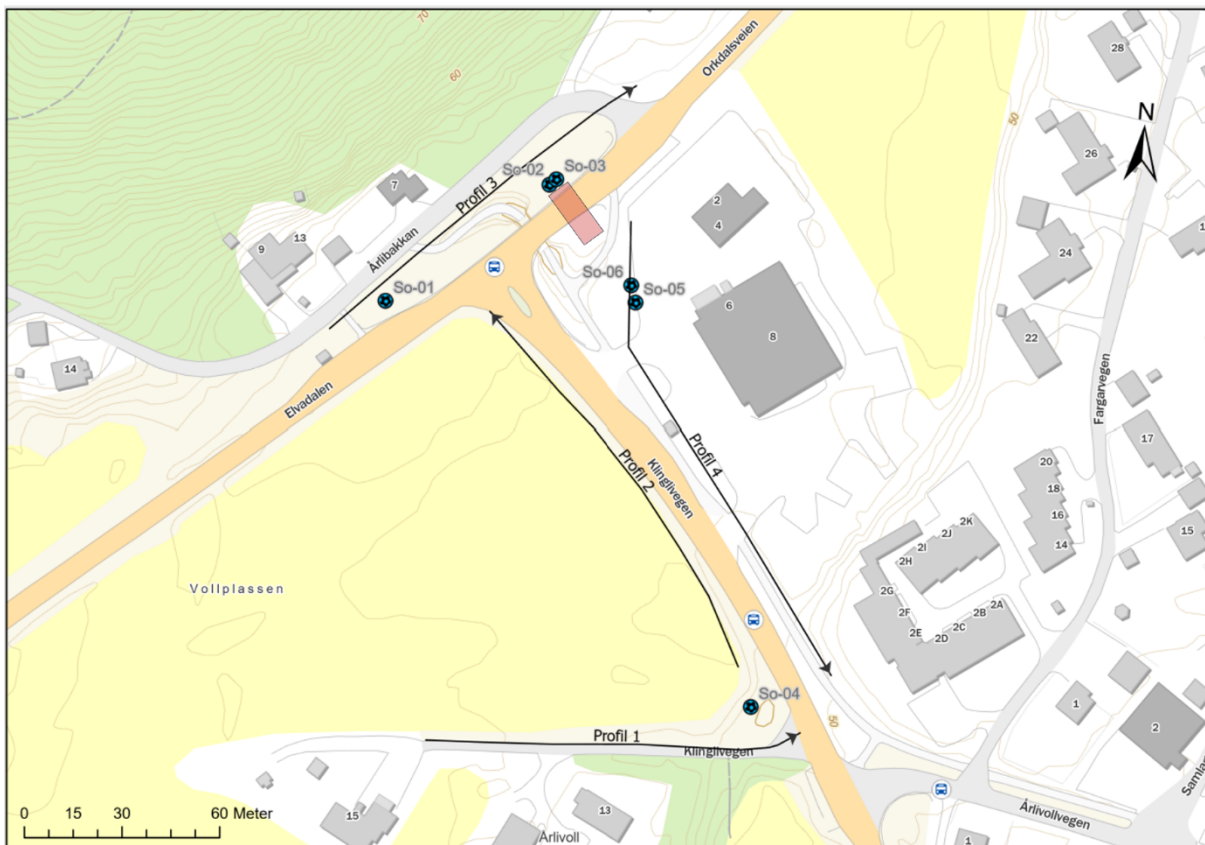 70
Orkdalsveien
28
60
N
50
So-02
So-03
26
7
Profil 3
2
4
13
9
Årlibakkan
24
So-06
So-05
So-01
6
8
22
14
Elvadalen
Fargarvegen
17
Profil 4
Profil 2
Klinglivegen
20
18
16
14
15
2K
2J
2I
2H
2G
2F
2E
2D
2C
2B
2A
Vollplassen
So-04
1
50
2
Profil 1
Klinglivegen
0 15 30 60 Meter
15
13
Årlivoll
Årlivollvegen
1